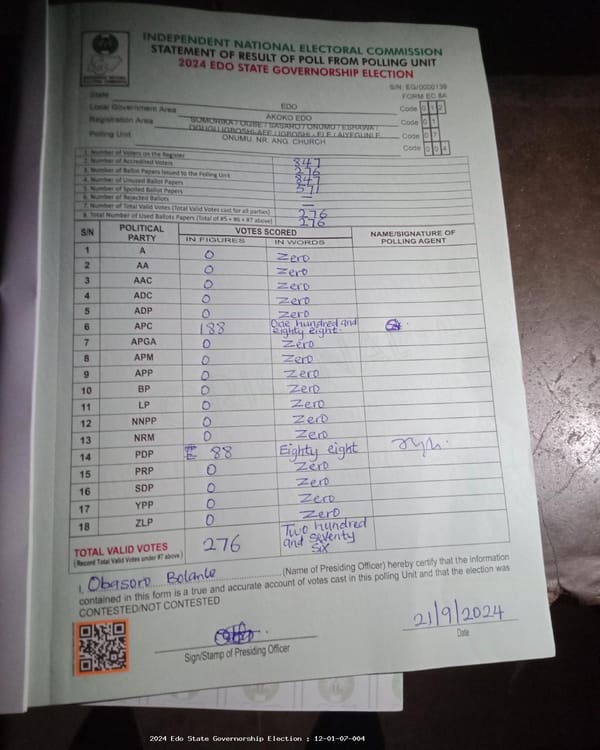 INDEPENDENT NATIONAL ELECTORAL COMMISSION
STATEMENT OF RESULT OF POLL FROM POLLING UNIT
2024 EDO STATE GOVERNORSHIP ELECTION
S/N: EG/0000139
FORM EC 8A
State EDO Code 012
Local Government Area AKOKO EDO Code 01
Registration Area SOMORIKA / OGBE / SASARO / ONUMU / ESHAWA / OGUGU IGBOSHI-AFE / IGBOSHI - ELE / AIYEGUNLE Code 07
Polling Unit ONUMU NR. ANG. CHURCH Code 004
1. Number of Voters on the Register 847
2. Number of Accredited Voters 276
3. Number of Ballot Papers Issued to the Polling Unit 847
4. Number of Unused Ballot Papers 571
5. Number of Spoiled Ballot Papers —
6. Number of Rejected Ballots —
7. Number of Total Valid Votes (Total Valid Votes cast for all parties) 276
8. Total Number of Used Ballots Papers (Total of #5 + #6 + #7 above) 276
S/N POLITICAL PARTY VOTES SCORED NAME/SIGNATURE OF POLLING AGENT
IN FIGURES IN WORDS
1 A 0 Zero
2 AA 0 Zero
3 AAC 0 Zero
4 ADC 0 Zero
5 ADP 0 Zero
6 APC 188 One hundred and eighty eight.
7 APGA 0 Zero
8 APM 0 Zero
9 APP 0 Zero
10 BP 0 Zero
11 LP 0 Zero
12 NNPP 0 Zero
13 NRM 0 Zero
14 PDP 88 Eighty eight
15 PRP 0 Zero
16 SDP 0 Zero
17 YPP 0 Zero
18 ZLP 0 Zero
TOTAL VALID VOTES 276 Two hundred and seventy six
(Record Total Valid Votes under #7 above)
I, Obasoro Bolanle (Name of Presiding Officer) hereby certify that the information
contained in this form is a true and accurate account of votes cast in this polling Unit and that the election was
CONTESTED/NOT CONTESTED
21/9/2024
Sign/Stamp of Presiding Officer Date
2024 Edo State Governorship Election : 12-01-07-004